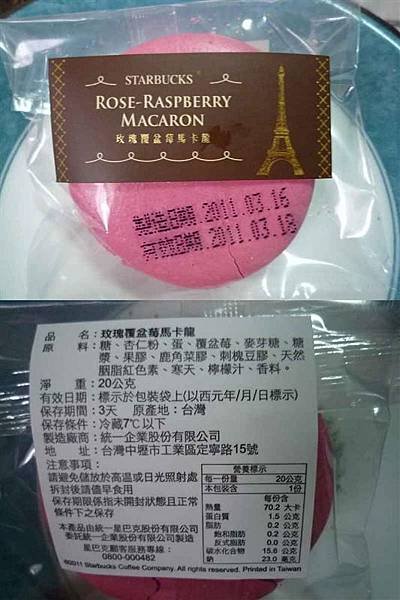 STARBUCKS
ROSE-RASPBERRY
MACARON
玫瑰覆盆莓馬卡龍
製造日期 2011.03.16
有效日期 2011.03.18
品　名：玫瑰覆盆莓馬卡龍
原　料：糖、杏仁粉、蛋、覆盆莓、麥芽糖、糖
漿、果膠、鹿角菜膠、刺槐豆膠、天然
胭脂紅色素、寒天、檸檬汁、香料。
淨　重：20公克
有效日期：標示於包裝袋上(以西元年/月/日標示)
保存期間：3天　原產地：台灣
保存條件：冷藏7℃以下
製造廠商：統一企業股份有限公司
地　址：台灣中壢市工業區定寧路15號
注意事項：
請避免儲放於高溫或日光照射處
拆封後請儘早食用
保存期限係指未開封狀態且正常
條件下之保存
本產品由統一星巴克股份有限公司
委託統一企業股份有限公司製造
星巴克顧客服務專線：
0800-000482
營養標示
每一份量 20公克
本包裝含 1份
每份含
熱量 70.2 大卡
蛋白質 1.5 公克
脂肪 0.2 公克
飽和脂肪 0.2 公克
反式脂肪 0.0 公克
碳水化合物 15.6 公克
鈉 23.0 毫克
©2011 Starbucks Coffee Company. All rights reserved. Printed in Taiwan